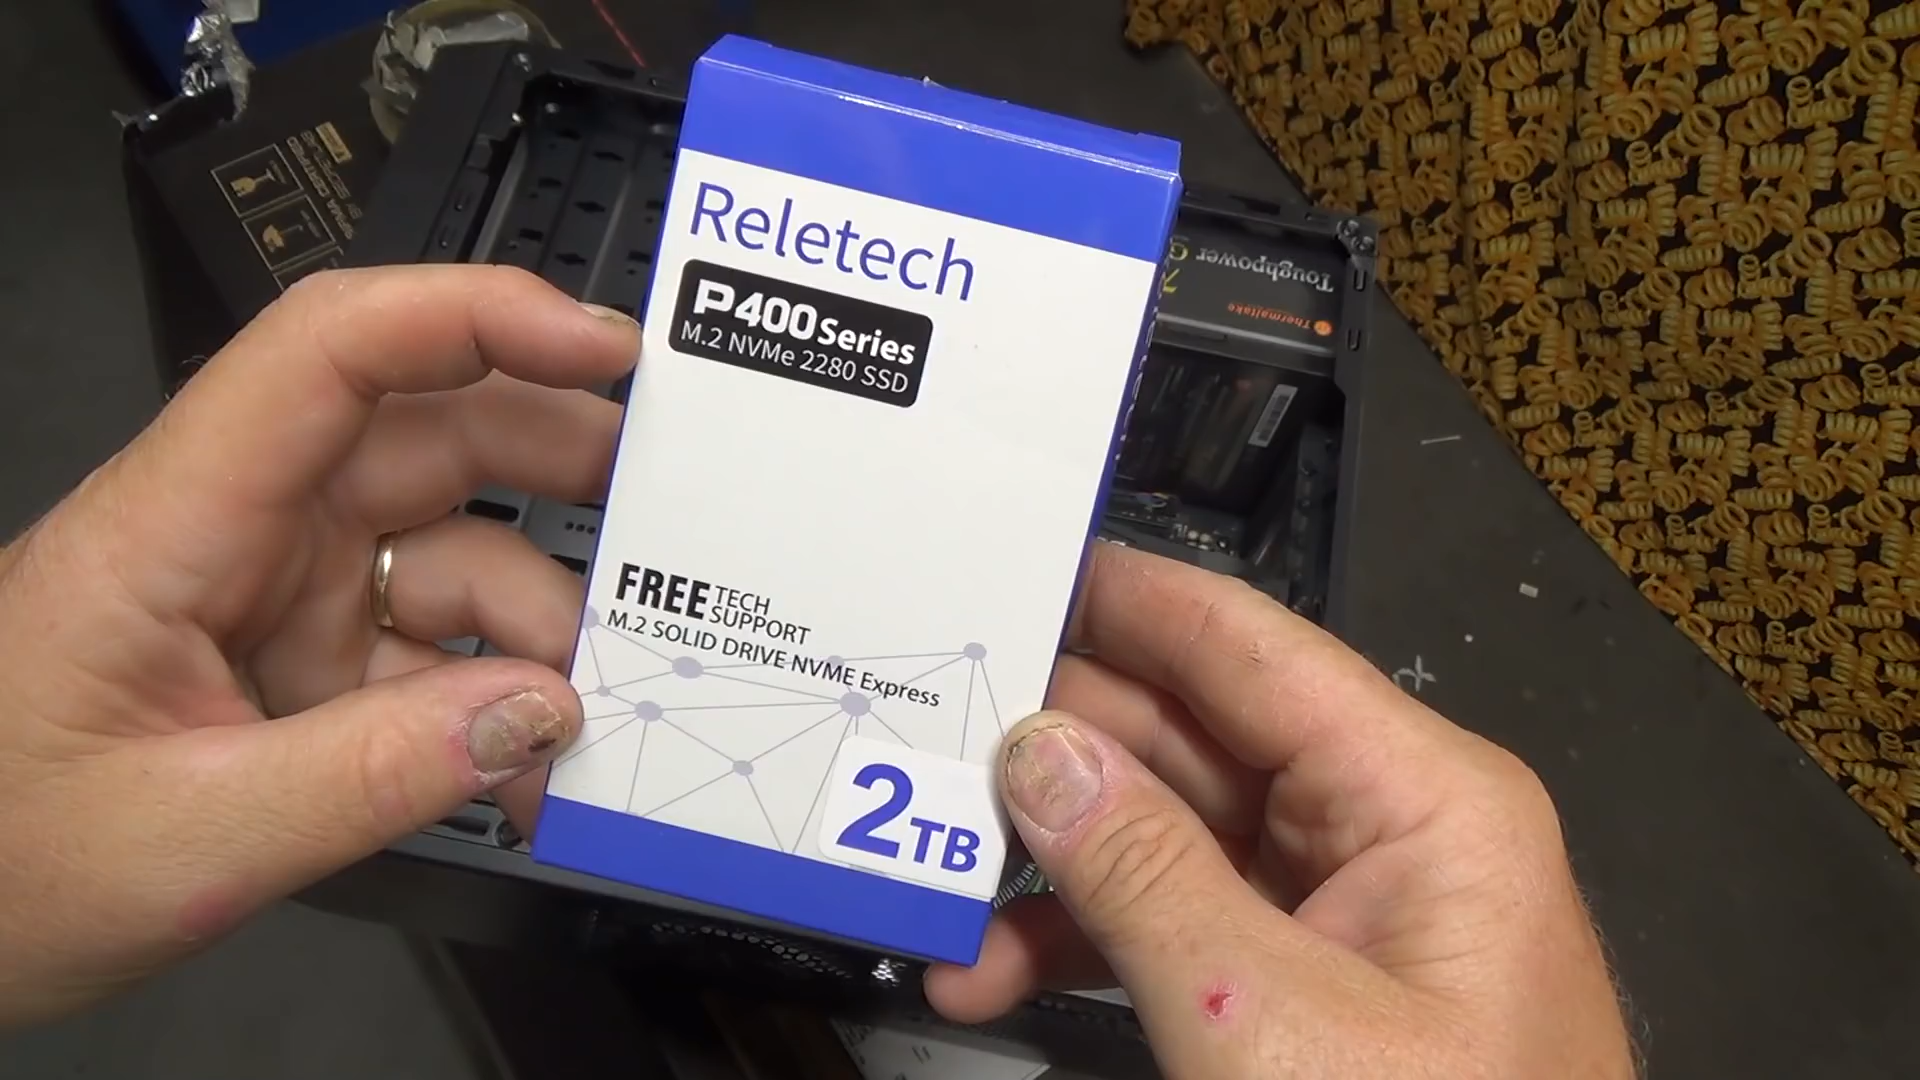 Reletech
P400 Series
M.2 NVMe 2280 SSD
FREE TECH SUPPORT
M.2 SOLID DRIVE NVME Express
2TB
Toughpower G
Thermaltake